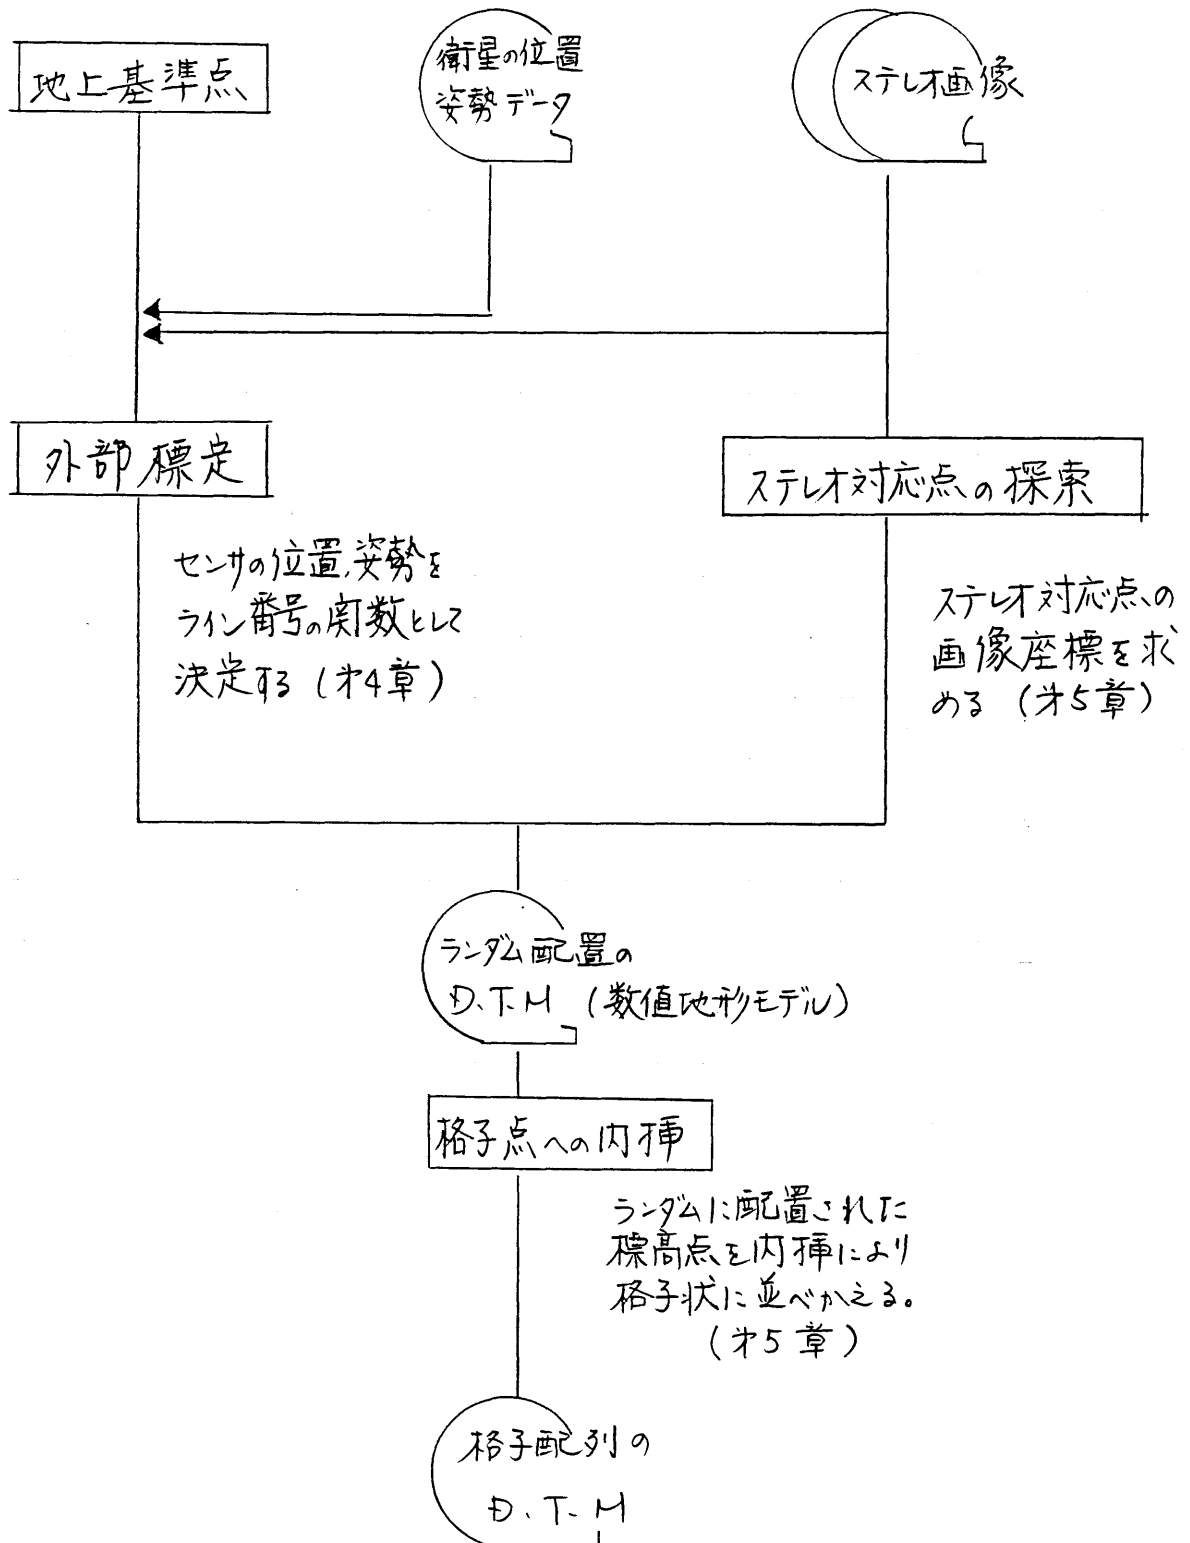 地上基準点
衛星の位置
姿勢データ
ステレオ画像
外部標定
ステレオ対応点の探索
センサの位置、姿勢を
ライン番号の関数として
決定する(才4章)
ステレオ対応点の
画像座標を求
める(才5章)
ランダム配置の
D.T.M(数値地形モデル)
格子点への内挿
ランダムに配置された
標高点を内挿により
格子状に並べかえる。
(才5章)
格子配列の
D.T.M